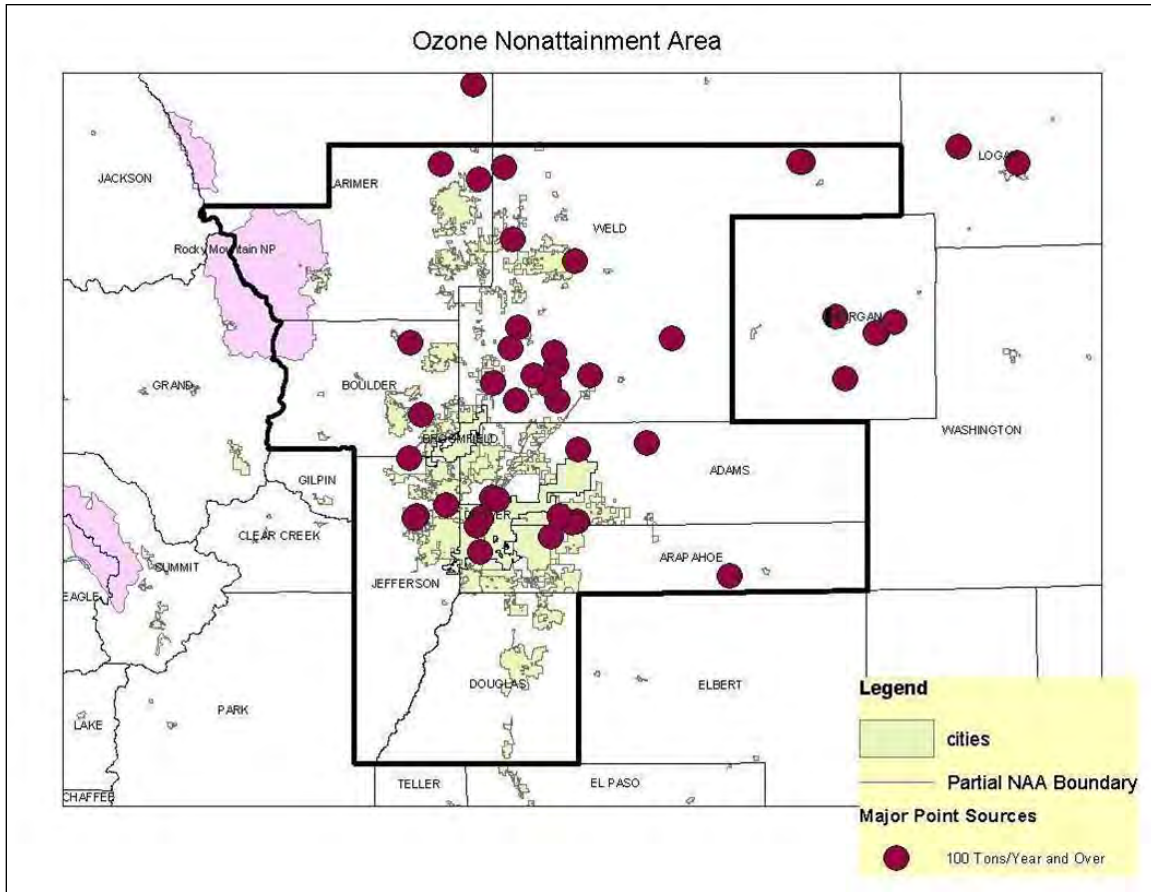 Ozone Nonattainment Area
LOGAN
JACKSON
LARIMER
WELD
Rocky Mountain NP
MORGAN
GRAND
BOULDER
WASHINGTON
BROOMFIELD
ADAMS
GILPIN
DENVER
CLEAR CREEK
ARAPAHOE
SUMMIT
JEFFERSON
EAGLE
DOUGLAS
ELBERT
PARK
LAKE
TELLER
EL PASO
CHAFFEE
Legend
cities
Partial NAA Boundary
Major Point Sources
100 Tons/Year and Over